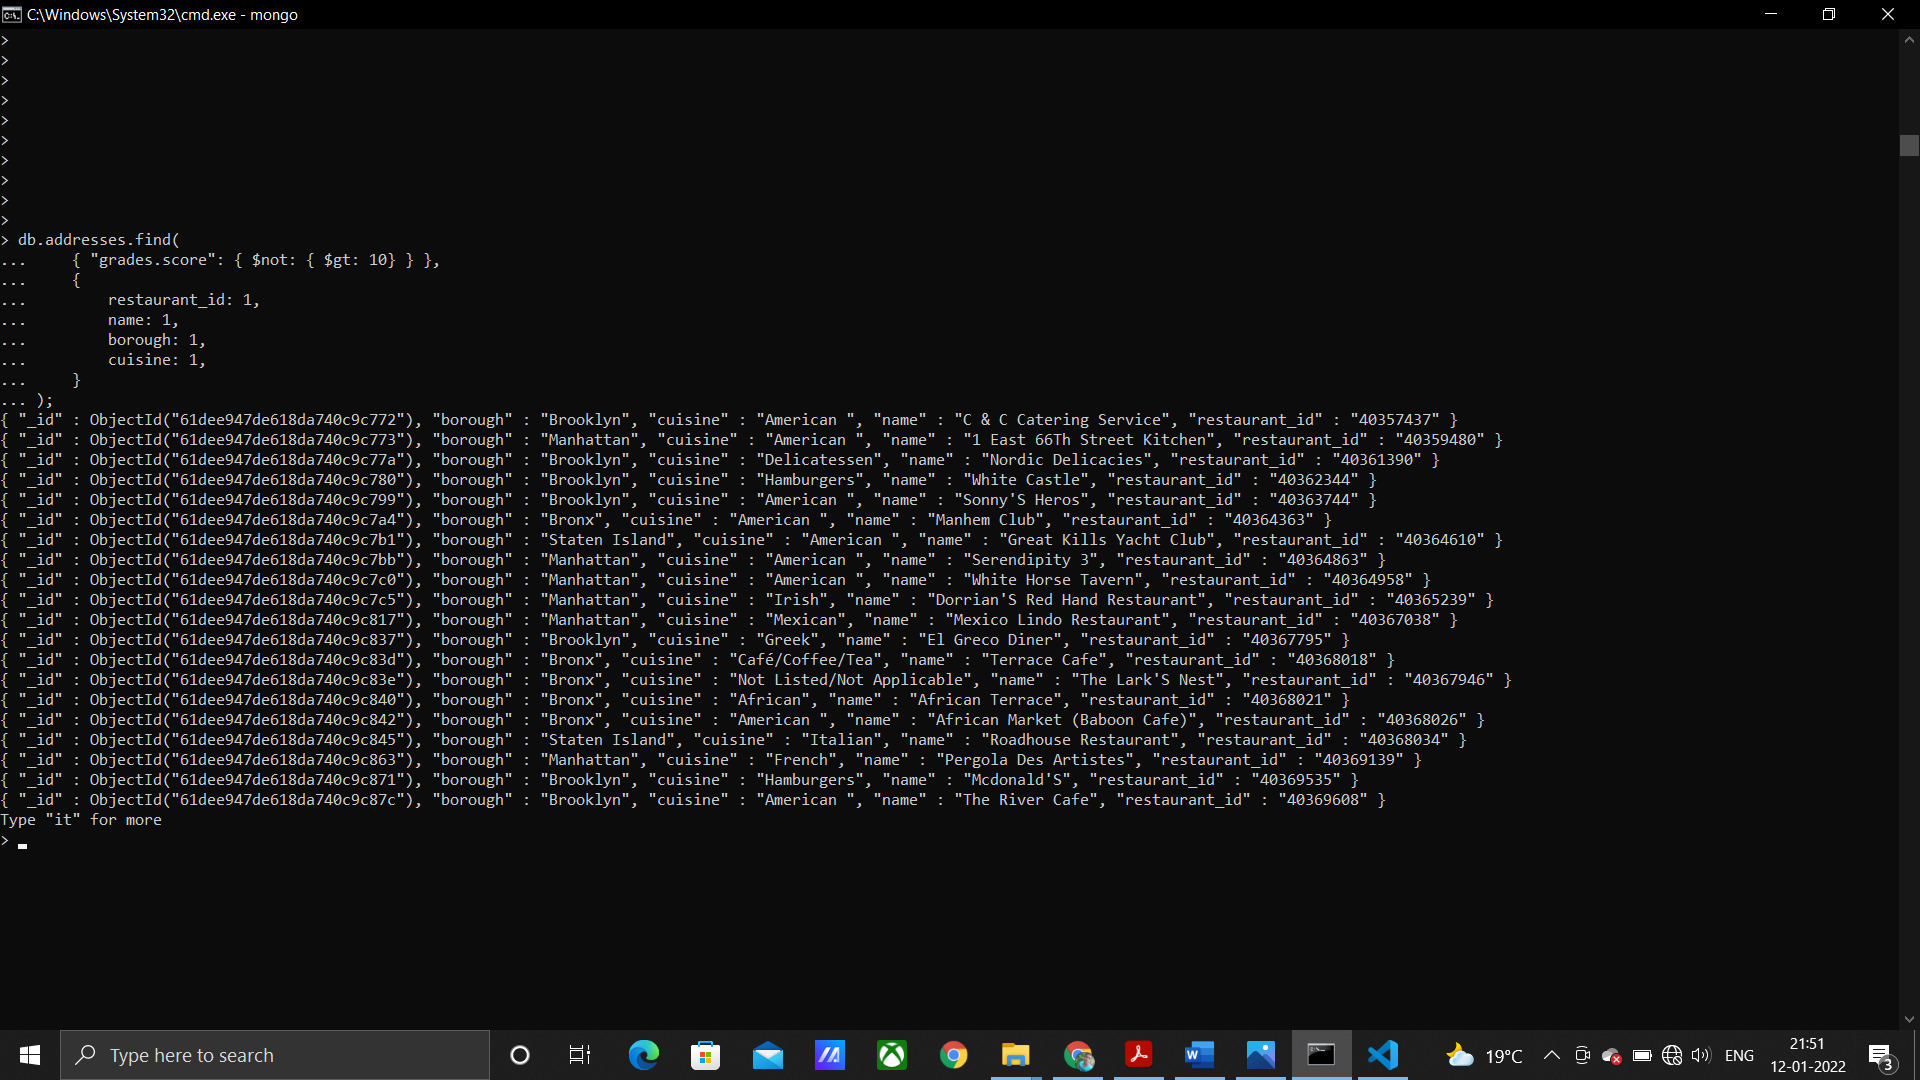 C:\Windows\System32\cmd.exe - mongo
>
>
>
>
>
>
>
>
>
>
> db.addresses.find(
...     { "grades.score": { $not: { $gt: 10} } },
...     {
...         restaurant_id: 1,
...         name: 1,
...         borough: 1,
...         cuisine: 1,
...     }
... );
{ "_id" : ObjectId("61dee947de618da740c9c772"), "borough" : "Brooklyn", "cuisine" : "American ", "name" : "C & C Catering Service", "restaurant_id" : "40357437" }
{ "_id" : ObjectId("61dee947de618da740c9c773"), "borough" : "Manhattan", "cuisine" : "American ", "name" : "1 East 66Th Street Kitchen", "restaurant_id" : "40359480" }
{ "_id" : ObjectId("61dee947de618da740c9c77a"), "borough" : "Brooklyn", "cuisine" : "Delicatessen", "name" : "Nordic Delicacies", "restaurant_id" : "40361390" }
{ "_id" : ObjectId("61dee947de618da740c9c780"), "borough" : "Brooklyn", "cuisine" : "Hamburgers", "name" : "White Castle", "restaurant_id" : "40362344" }
{ "_id" : ObjectId("61dee947de618da740c9c799"), "borough" : "Brooklyn", "cuisine" : "American ", "name" : "Sonny'S Heros", "restaurant_id" : "40363744" }
{ "_id" : ObjectId("61dee947de618da740c9c7a4"), "borough" : "Bronx", "cuisine" : "American ", "name" : "Manhem Club", "restaurant_id" : "40364363" }
{ "_id" : ObjectId("61dee947de618da740c9c7b1"), "borough" : "Staten Island", "cuisine" : "American ", "name" : "Great Kills Yacht Club", "restaurant_id" : "40364610" }
{ "_id" : ObjectId("61dee947de618da740c9c7bb"), "borough" : "Manhattan", "cuisine" : "American ", "name" : "Serendipity 3", "restaurant_id" : "40364863" }
{ "_id" : ObjectId("61dee947de618da740c9c7c0"), "borough" : "Manhattan", "cuisine" : "American ", "name" : "White Horse Tavern", "restaurant_id" : "40364958" }
{ "_id" : ObjectId("61dee947de618da740c9c7c5"), "borough" : "Manhattan", "cuisine" : "Irish", "name" : "Dorrian'S Red Hand Restaurant", "restaurant_id" : "40365239" }
{ "_id" : ObjectId("61dee947de618da740c9c817"), "borough" : "Manhattan", "cuisine" : "Mexican", "name" : "Mexico Lindo Restaurant", "restaurant_id" : "40367038" }
{ "_id" : ObjectId("61dee947de618da740c9c837"), "borough" : "Brooklyn", "cuisine" : "Greek", "name" : "El Greco Diner", "restaurant_id" : "40367795" }
{ "_id" : ObjectId("61dee947de618da740c9c83d"), "borough" : "Bronx", "cuisine" : "Café/Coffee/Tea", "name" : "Terrace Cafe", "restaurant_id" : "40368018" }
{ "_id" : ObjectId("61dee947de618da740c9c83e"), "borough" : "Bronx", "cuisine" : "Not Listed/Not Applicable", "name" : "The Lark'S Nest", "restaurant_id" : "40367946" }
{ "_id" : ObjectId("61dee947de618da740c9c840"), "borough" : "Bronx", "cuisine" : "African", "name" : "African Terrace", "restaurant_id" : "40368021" }
{ "_id" : ObjectId("61dee947de618da740c9c842"), "borough" : "Bronx", "cuisine" : "American ", "name" : "African Market (Baboon Cafe)", "restaurant_id" : "40368026" }
{ "_id" : ObjectId("61dee947de618da740c9c845"), "borough" : "Staten Island", "cuisine" : "Italian", "name" : "Roadhouse Restaurant", "restaurant_id" : "40368034" }
{ "_id" : ObjectId("61dee947de618da740c9c863"), "borough" : "Manhattan", "cuisine" : "French", "name" : "Pergola Des Artistes", "restaurant_id" : "40369139" }
{ "_id" : ObjectId("61dee947de618da740c9c871"), "borough" : "Brooklyn", "cuisine" : "Hamburgers", "name" : "Mcdonald'S", "restaurant_id" : "40369535" }
{ "_id" : ObjectId("61dee947de618da740c9c87c"), "borough" : "Brooklyn", "cuisine" : "American ", "name" : "The River Cafe", "restaurant_id" : "40369608" }
Type "it" for more
>
Type here to search
19°C
ENG
21:51
12-01-2022
3